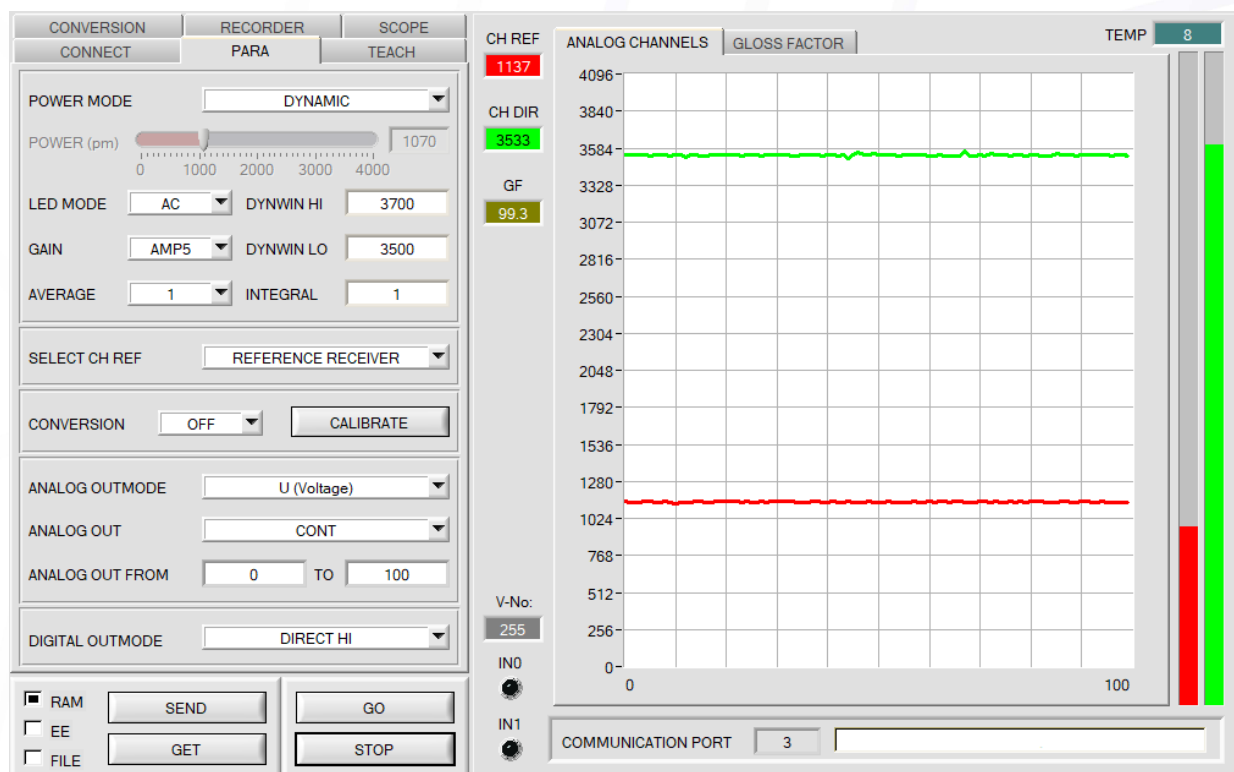 CONVERSION RECORDER SCOPE
CONNECT PARA TEACH
POWER MODE DYNAMIC
POWER (pm) 1070
0 1000 2000 3000 4000
LED MODE AC DYNWIN HI 3700
GAIN AMP5 DYNWIN LO 3500
AVERAGE 1 INTEGRAL 1
SELECT CH REF REFERENCE RECEIVER
CONVERSION OFF CALIBRATE
ANALOG OUTMODE U (Voltage)
ANALOG OUT CONT
ANALOG OUT FROM 0 TO 100
DIGITAL OUTMODE DIRECT HI
RAM SEND GO
EE
FILE GET STOP
CH REF
1137
CH DIR
3533
GF
99.3
V-No:
255
IN0
IN1
ANALOG CHANNELS GLOSS FACTOR
TEMP 8
4096
3840
3584
3328
3072
2816
2560
2304
2048
1792
1536
1280
1024
768
512
256
0
0 100
COMMUNICATION PORT 3